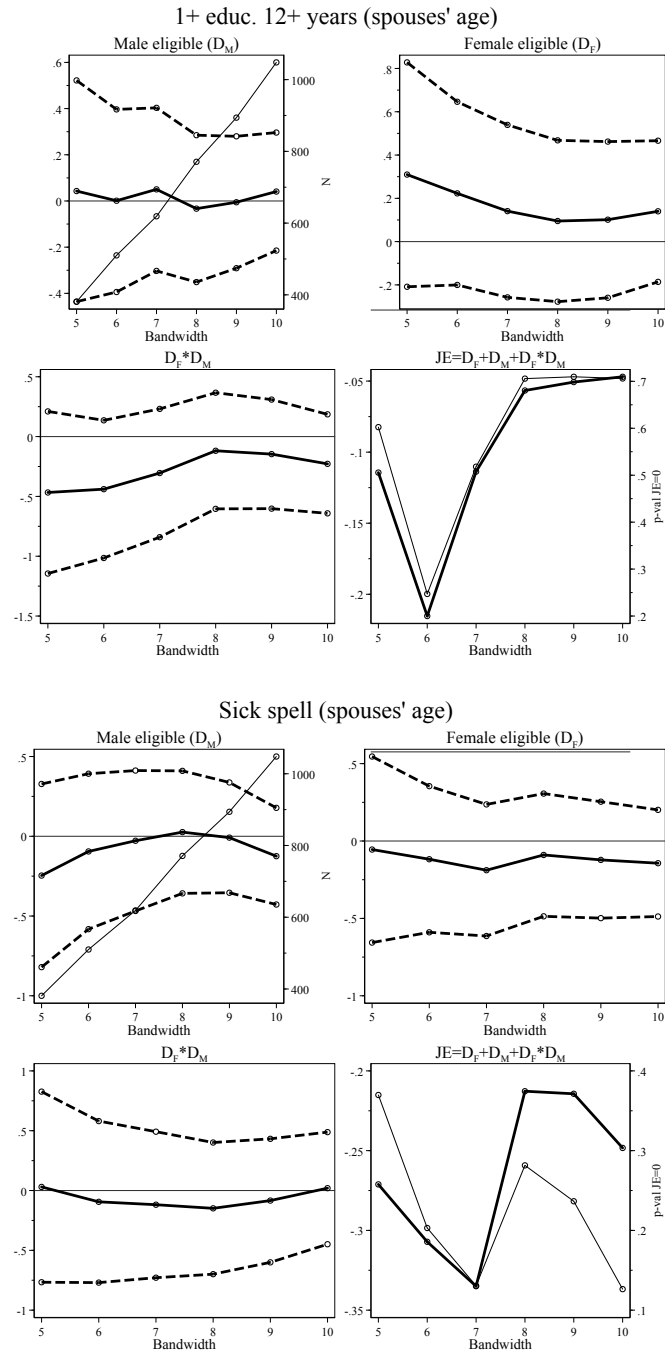 1+ educ. 12+ years (spouses' age)
Male eligible (D_M)
Female eligible (D_F)
.6
.4
.2
0
-.2
-.4
1000
800
600
400
N
5 6 7 8 9 10
Bandwidth
.8
.6
.4
.2
0
-.2
5 6 7 8 9 10
Bandwidth
D_F*D_M
JE=D_F+D_M+D_F*D_M
.5
0
-.5
-1
-1.5
5 6 7 8 9 10
Bandwidth
-.05
-.1
-.15
-.2
.7
.6
.5
.4
.3
.2
p-val JE=0
5 6 7 8 9 10
Bandwidth
Sick spell (spouses' age)
Male eligible (D_M)
Female eligible (D_F)
.5
0
-.5
-1
1000
800
600
400
N
5 6 7 8 9 10
Bandwidth
.5
0
-.5
-1
5 6 7 8 9 10
Bandwidth
D_F*D_M
JE=D_F+D_M+D_F*D_M
1
.5
0
-.5
-1
5 6 7 8 9 10
Bandwidth
-.2
-.25
-.3
-.35
.4
.3
.2
.1
p-val JE=0
5 6 7 8 9 10
Bandwidth